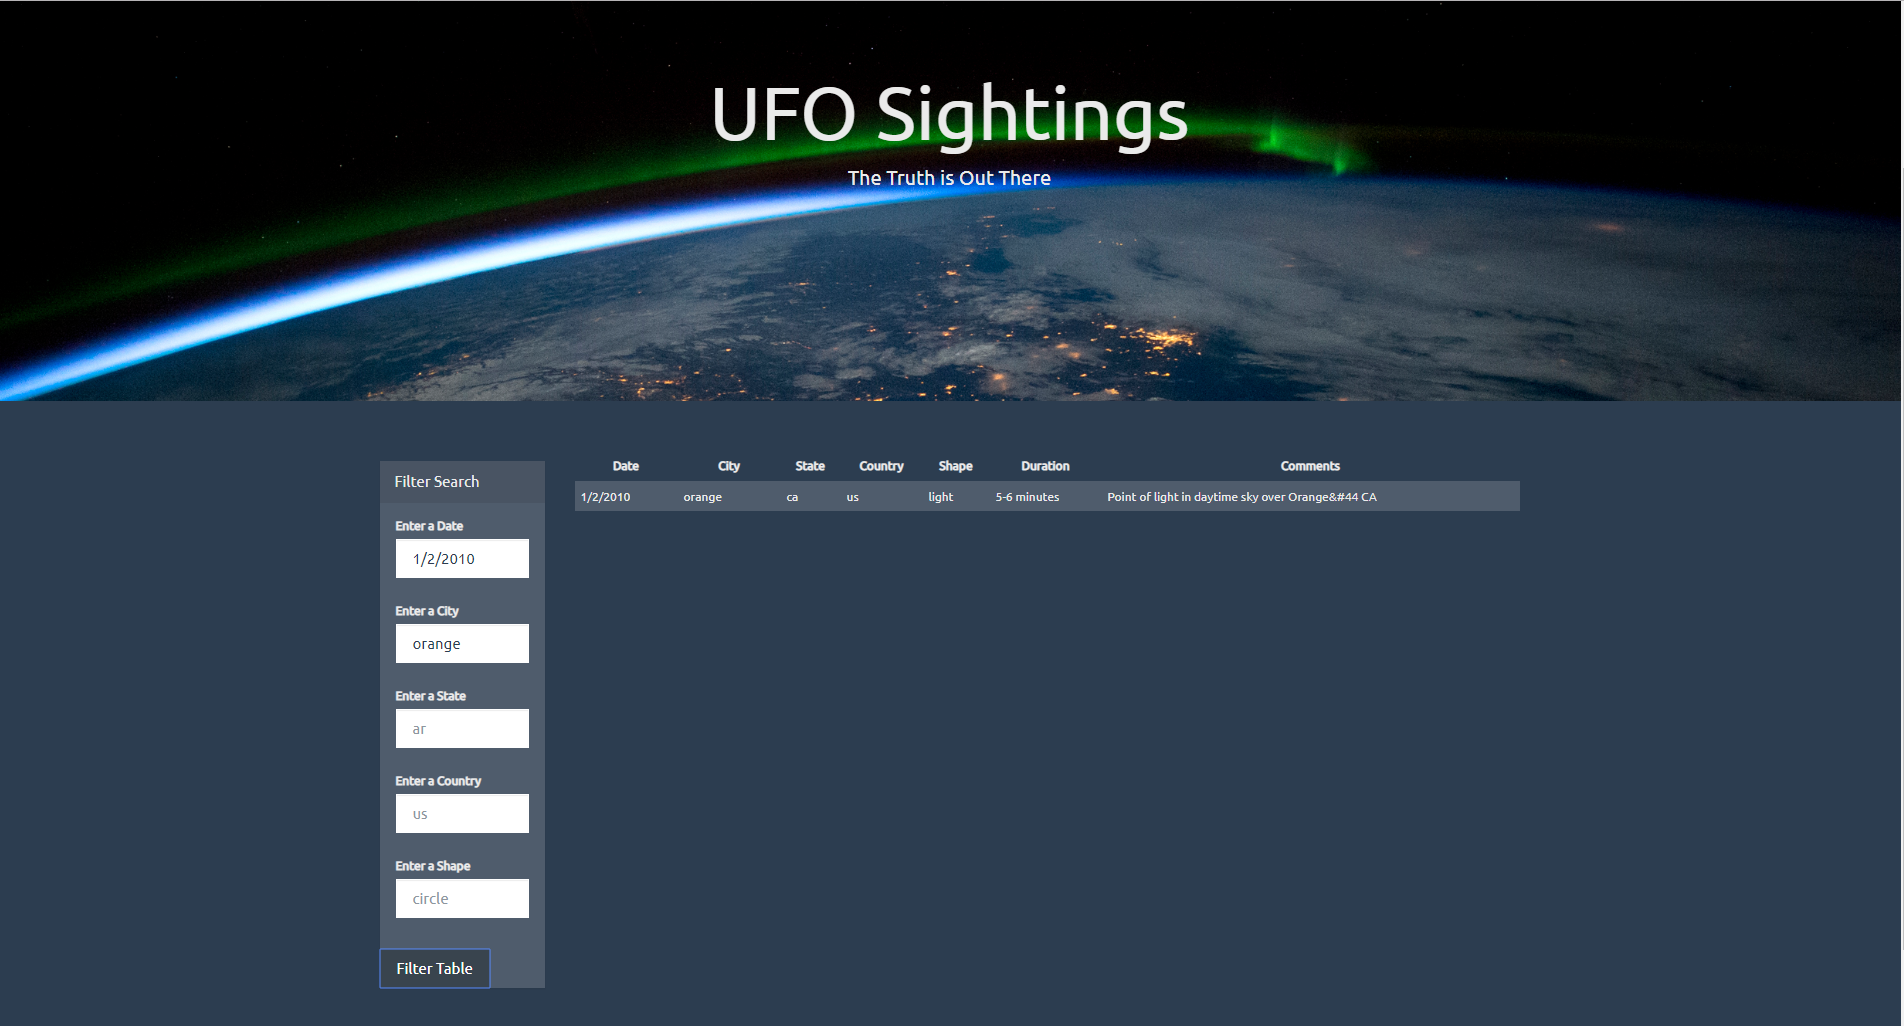 UFO Sightings
The Truth is Out There
Filter Search
Enter a Date
1/2/2010
Enter a City
orange
Enter a State
ar
Enter a Country
us
Enter a Shape
circle
Filter Table
Date City State Country Shape Duration Comments
1/2/2010 orange ca us light 5-6 minutes Point of light in daytime sky over Orange&#44 CA